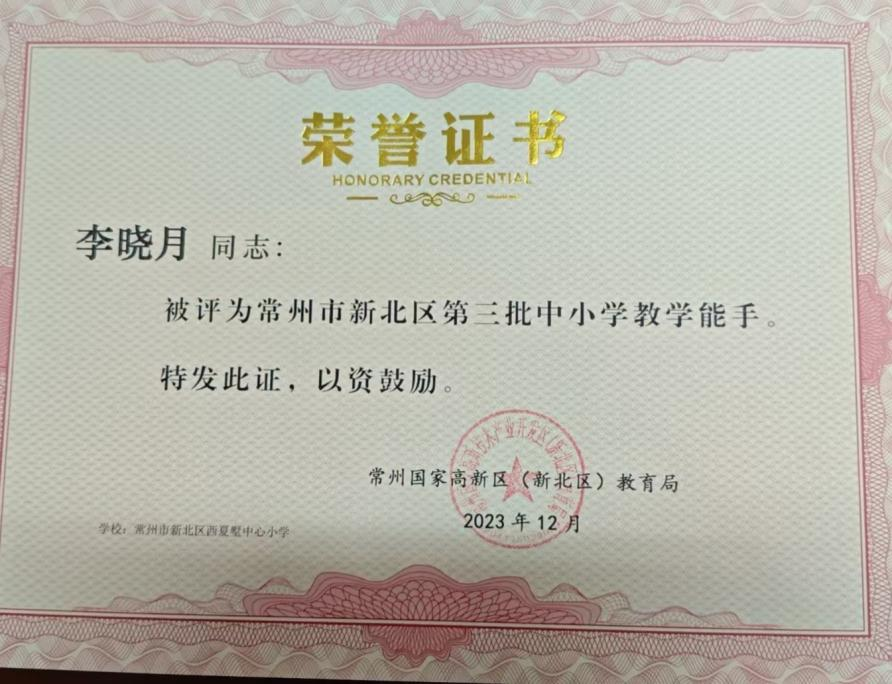 荣誉证书
HONORARY CREDENTIAL
李晓月 同志：
被评为常州市新北区第三批中小学教学能手。
特发此证，以资鼓励。
常州国家高新区（新北区）教育局
2023 年 12 月
学校：常州市新北区西夏墅中心小学